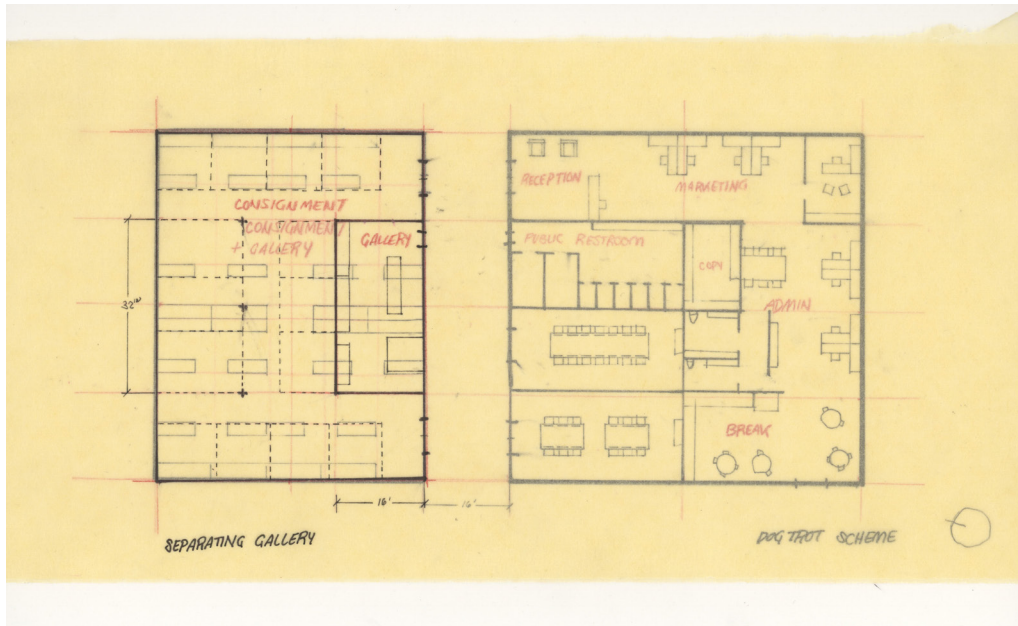 CONSIGNMENT
CONSIGNMENT
+ GALLERY
GALLERY
32'
16'
16'
RECEPTION
MARKETING
PUBLIC RESTROOM
COPY
ADMIN
BREAK
SEPARATING GALLERY
DOG TROT SCHEME